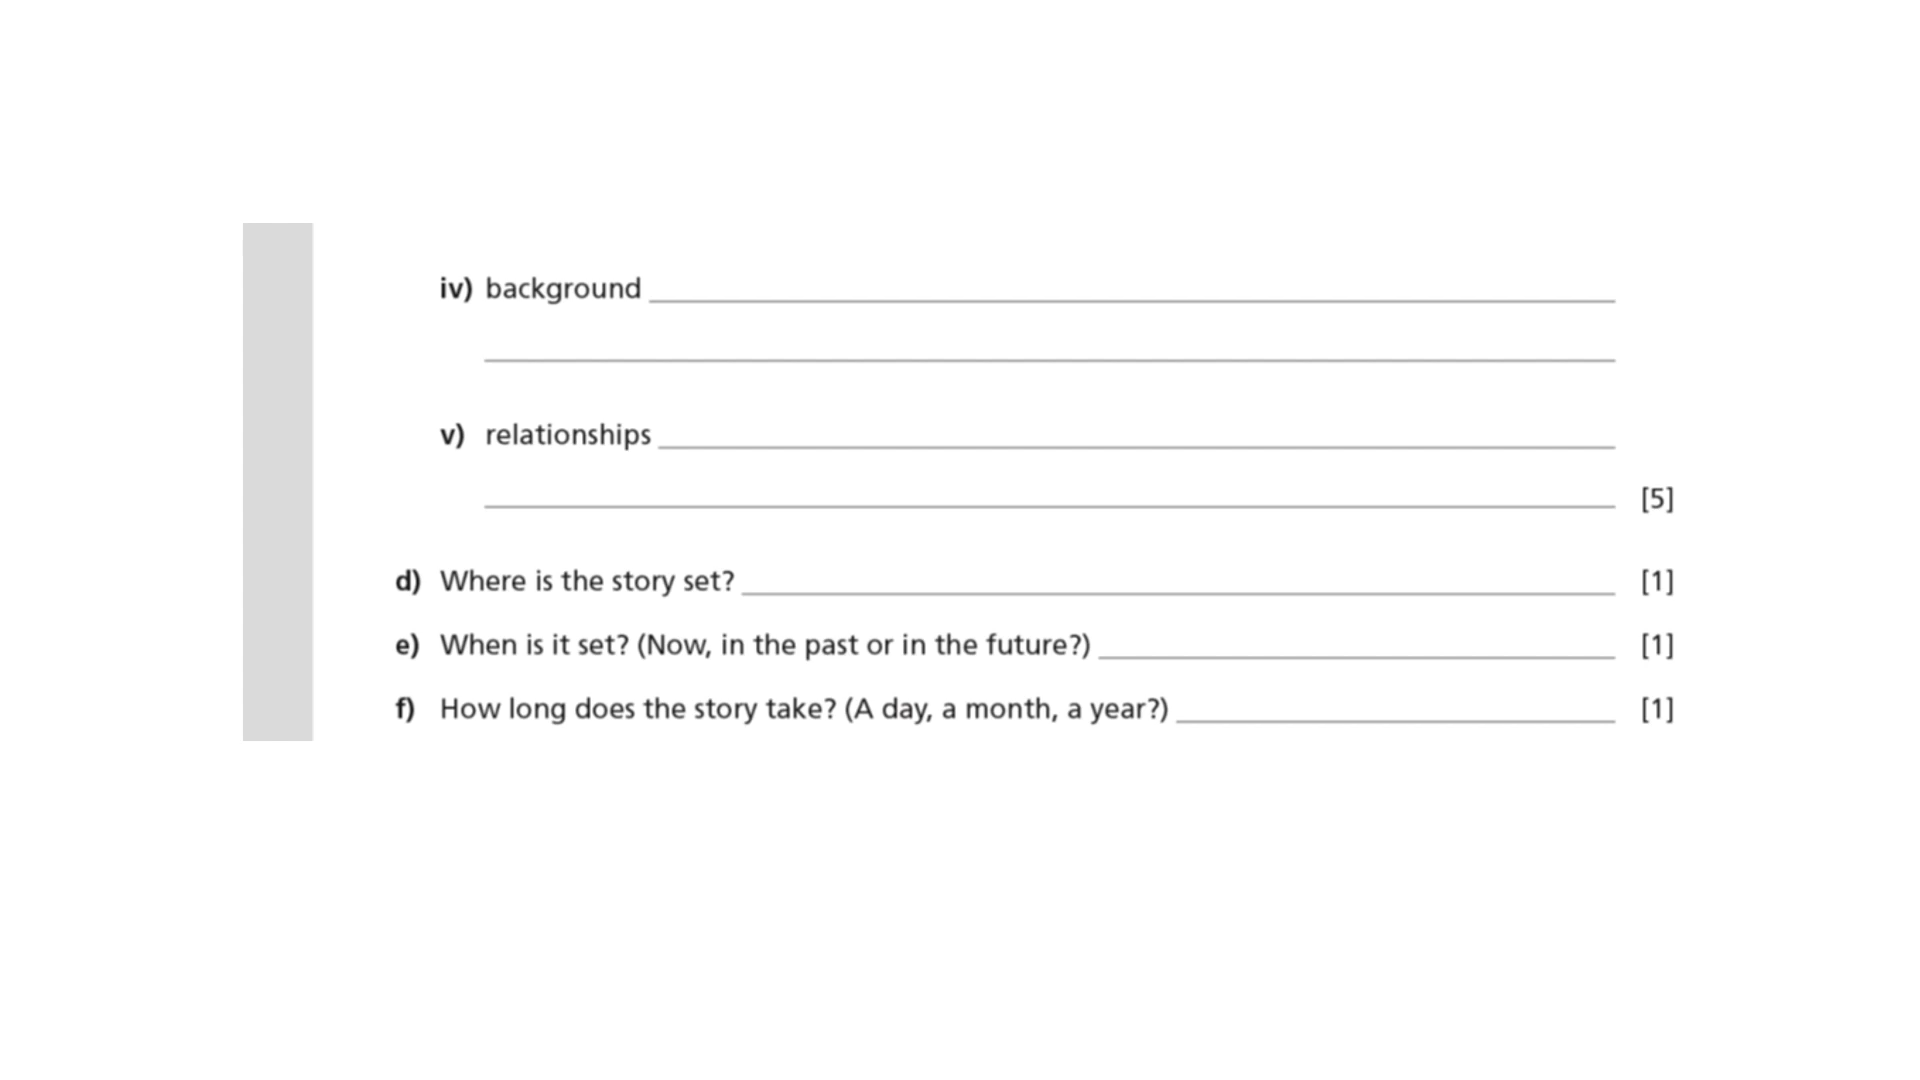 iv) background
v) relationships
[5]
d) Where is the story set? [1]
e) When is it set? (Now, in the past or in the future?) [1]
f) How long does the story take? (A day, a month, a year?) [1]